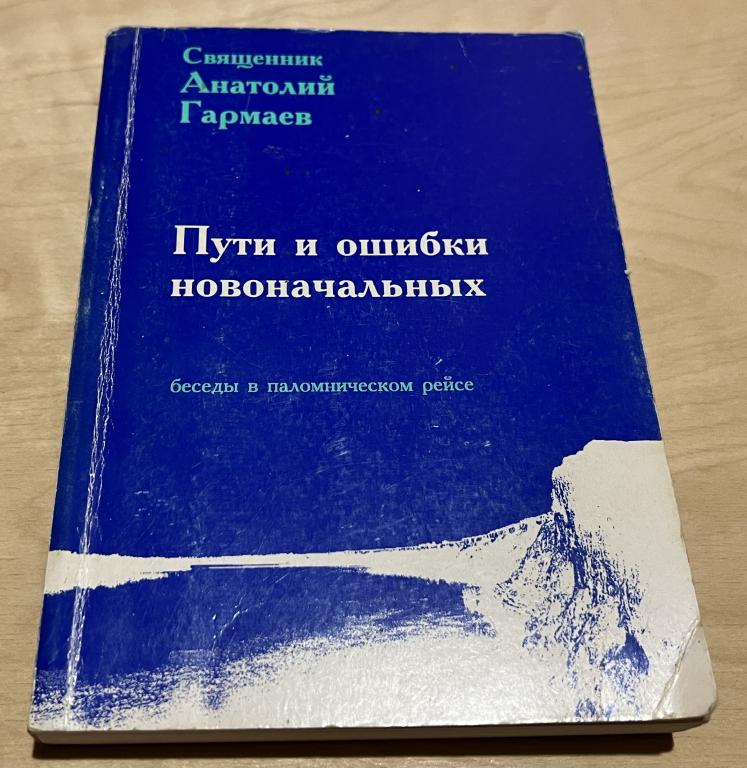 Священник
Анатолий
Гармаев
Пути и ошибки
новоначальных
беседы в паломническом рейсе